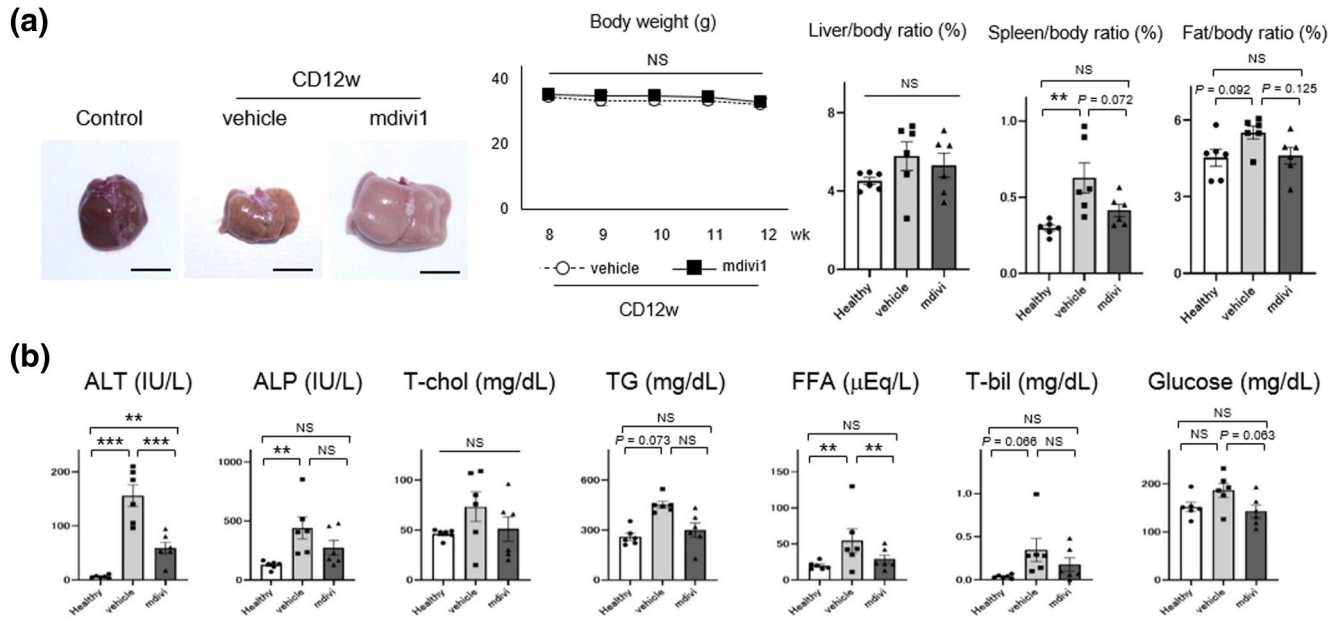 (a)
CD12w
Control
vehicle
mdivi1
Body weight (g)
NS
40
20
0
8 9 10 11 12 wk
vehicle
mdivi1
CD12w
Liver/body ratio (%)
NS
8
4
0
Healthy
vehicle
mdivi
Spleen/body ratio (%)
NS
** P = 0.072
1.0
0.5
0.0
Healthy
vehicle
mdivi
Fat/body ratio (%)
NS
P = 0.092 P = 0.125
6
3
0
Healthy
vehicle
mdivi
(b)
ALT (IU/L)
**
*** ***
200
100
0
Healthy
vehicle
mdivi
ALP (IU/L)
NS
** NS
1000
500
0
Healthy
vehicle
mdivi
T-chol (mg/dL)
NS
100
50
0
Healthy
vehicle
mdivi
TG (mg/dL)
NS
P = 0.073 NS
600
300
0
Healthy
vehicle
mdivi
FFA (μEq/L)
NS
** **
150
100
50
0
Healthy
vehicle
mdivi
T-bil (mg/dL)
NS
P = 0.066 NS
1.0
0.5
0.0
Healthy
vehicle
mdivi
Glucose (mg/dL)
NS
NS P = 0.063
200
100
0
Healthy
vehicle
mdivi